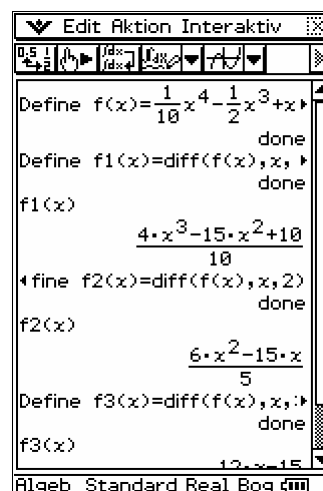 Edit Aktion Interaktiv
Define f(x)=1/10x^4-1/2x^3+x
done
Define f1(x)=diff(f(x),x,
done
f1(x)
4·x^3-15·x^2+10/10
fine f2(x)=diff(f(x),x,2)
done
f2(x)
6·x^2-15·x/5
Define f3(x)=diff(f(x),x,
done
f3(x)
12·x-15
Algeb Standard Real Bog